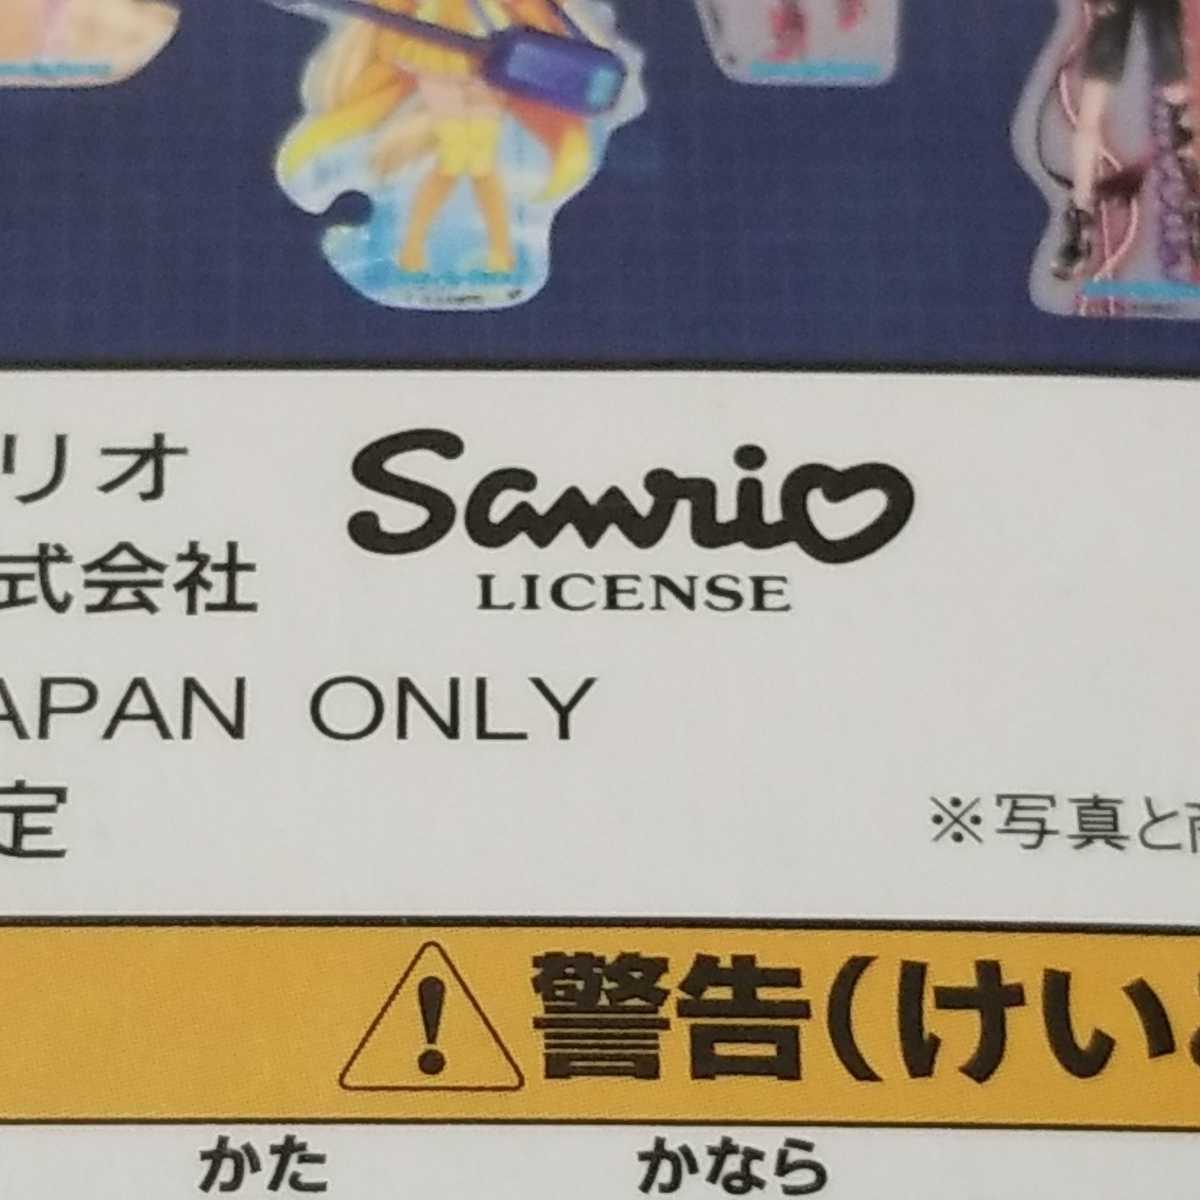 リオ
Sanrio
式会社
LICENSE
APAN ONLY
定
※写真と
警告(けい
かた かなら